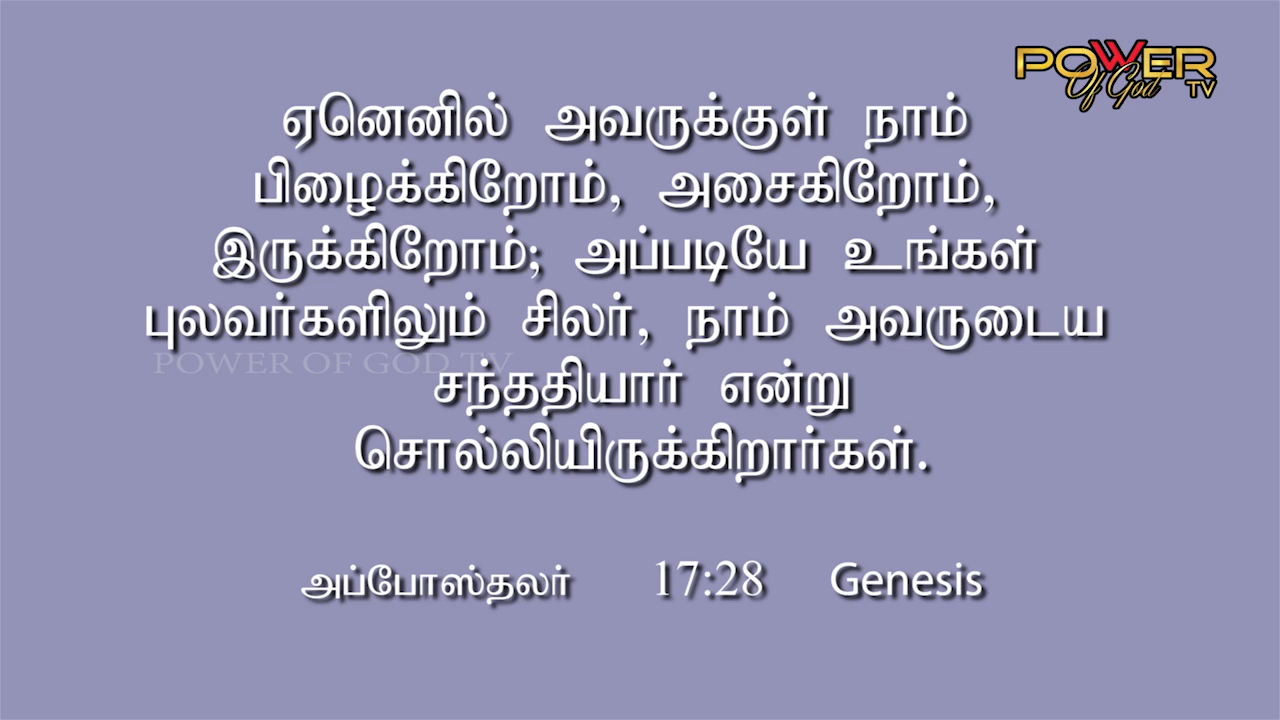 POWER
Of God TV
ஏனெனில் அவருக்குள் நாம்
பிழைக்கிறோம், அசைகிறோம்,
இருக்கிறோம்; அப்படியே உங்கள்
புலவர்களிலும் சிலர், நாம் அவருடைய
POWER OF GOD TV
சந்ததியார் என்று
சொல்லியிருக்கிறார்கள்.
அப்போஸ்தலர் 17:28 Genesis